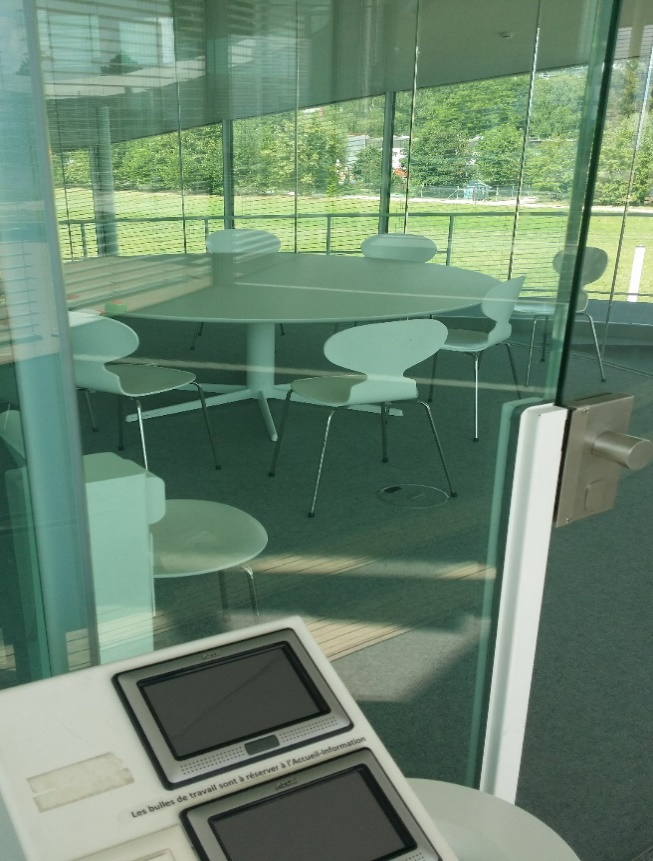 Les bulles de travail sont à réserver à l'Accueil-Information